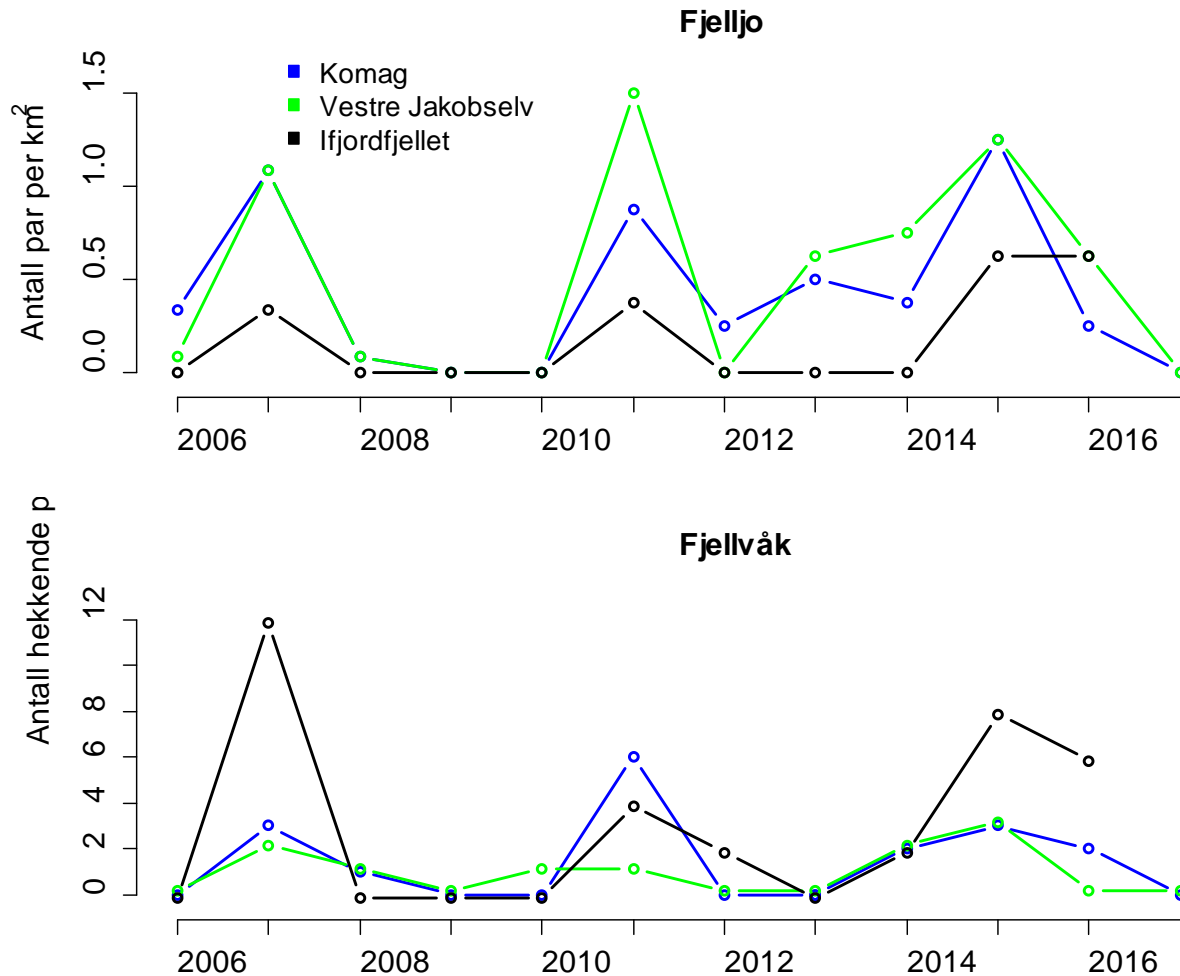 Fjelljo
Komag
Vestre Jakobselv
Ifjordfjellet
Antall par per km²
1.5
1.0
0.5
0.0
2006 2008 2010 2012 2014 2016
Fjellvåk
Antall hekkende p
12
8
6
4
2
0
2006 2008 2010 2012 2014 2016